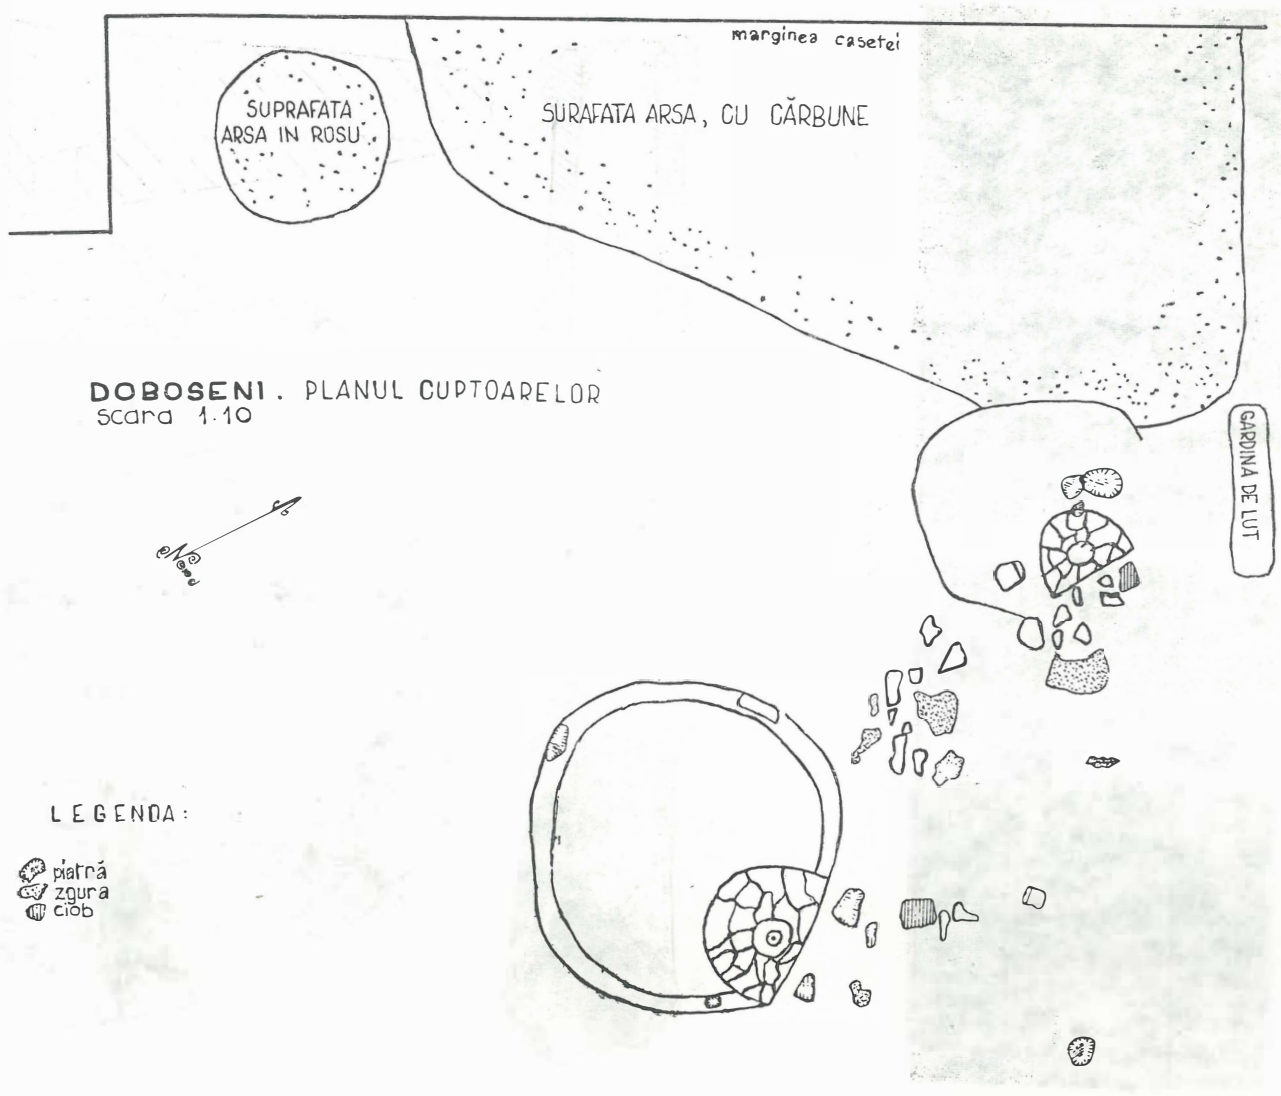 marginea casetei
SUPRAFATA
ARSA IN ROSU
SURAFATA ARSA, CU CĂRBUNE
DOBOSENI. PLANUL CUPTOARELOR
scara 1.10
GARDINA DE LUT
Nord
LEGENDA:
piatră
zgura
ciob